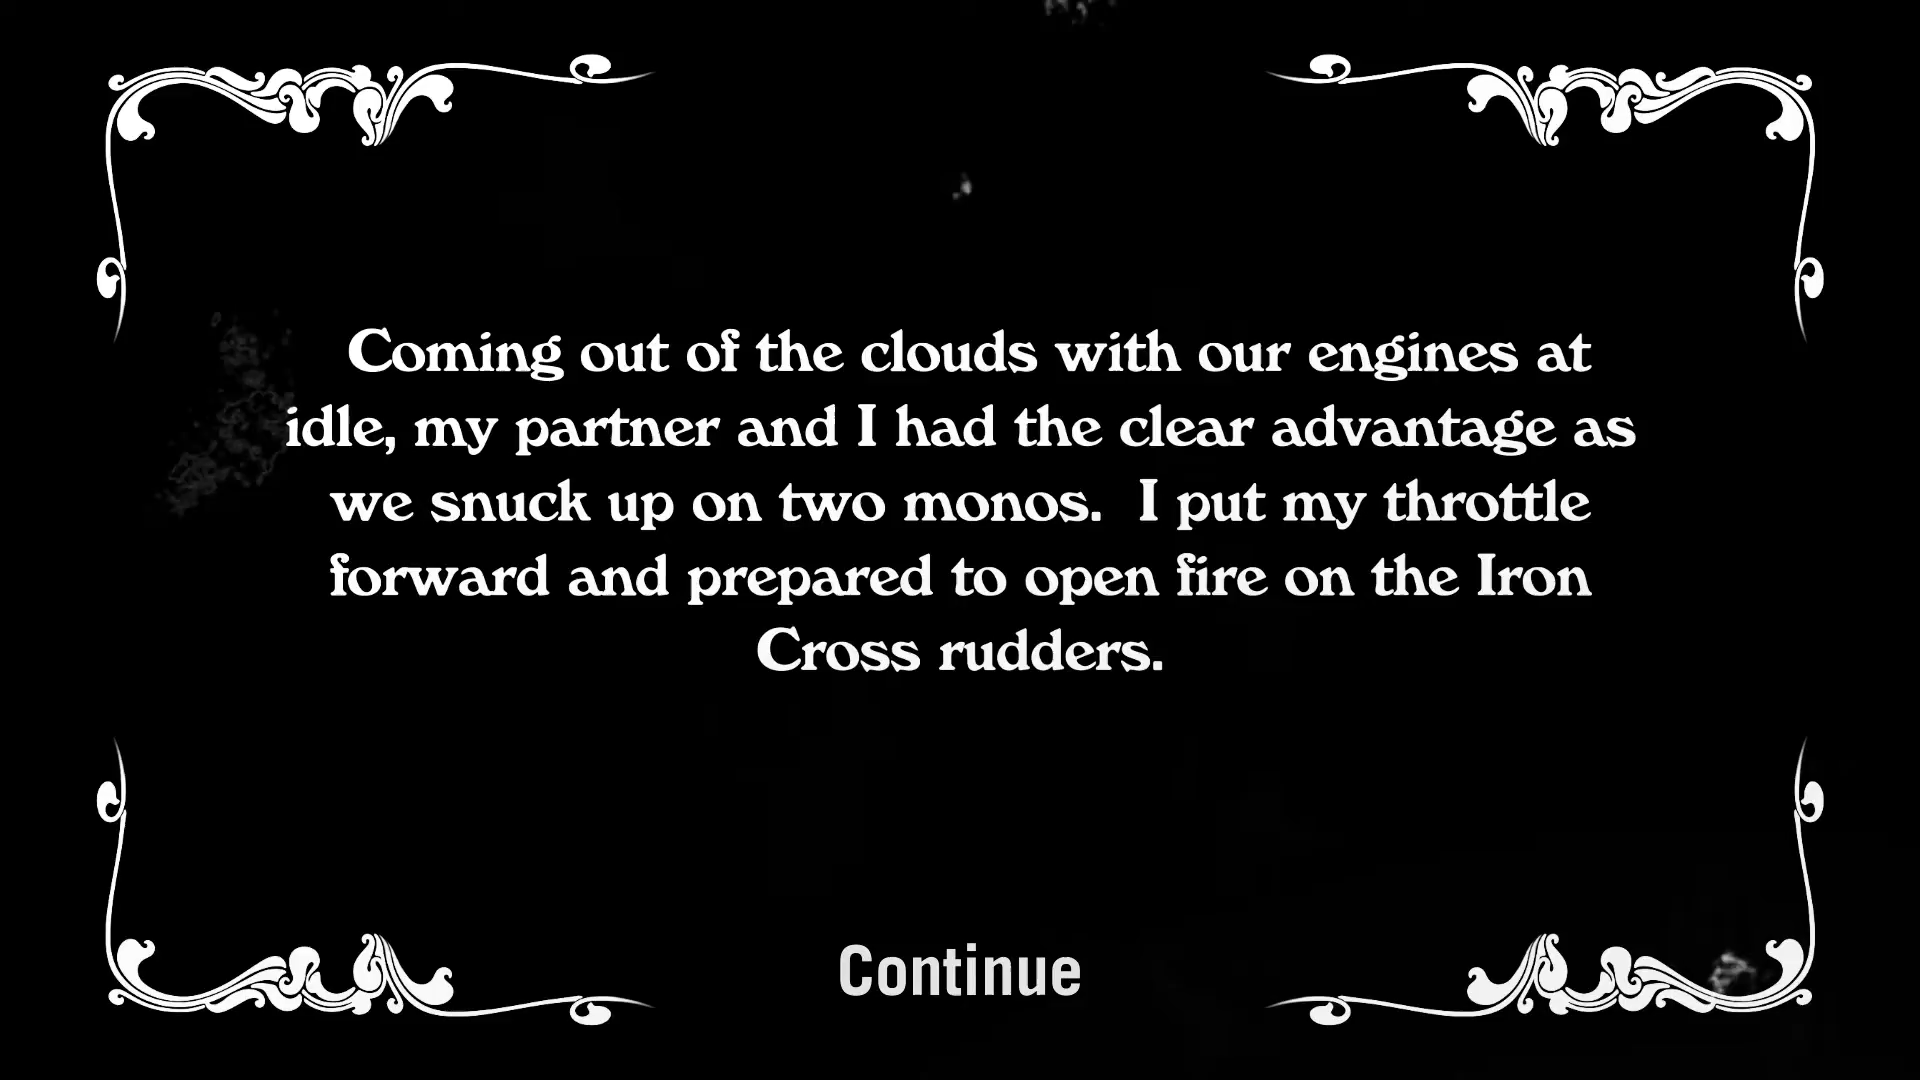 Coming out of the clouds with our engines at
idle, my partner and I had the clear advantage as
we snuck up on two monos.  I put my throttle
forward and prepared to open fire on the Iron
Cross rudders.
Continue